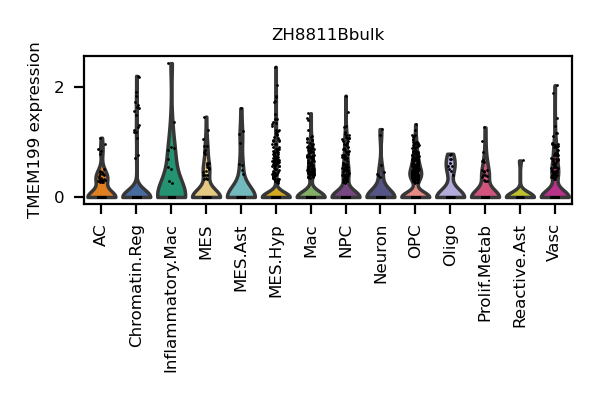 ZH8811Bbulk
TMEM199 expression
2
0
AC
Chromatin.Reg
Inflammatory.Mac
MES
MES.Ast
MES.Hyp
Mac
NPC
Neuron
OPC
Oligo
Prolif.Metab
Reactive.Ast
Vasc